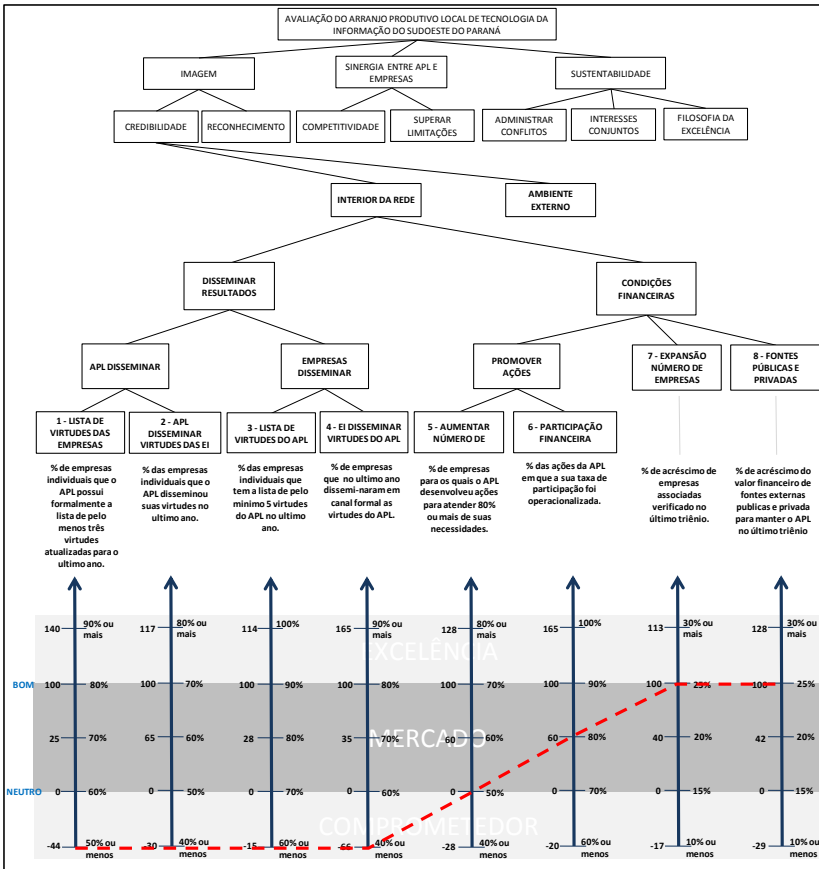 AVALIAÇÃO DO ARRANJO PRODUTIVO LOCAL DE TECNOLOGIA DA
INFORMAÇÃO DO SUDOESTE DO PARANÁ
IMAGEM
SINERGIA ENTRE APL E
EMPRESAS
SUSTENTABILIDADE
CREDIBILIDADE
RECONHECIMENTO
COMPETITIVIDADE
SUPERAR
LIMITAÇÕES
ADMINISTRAR
CONFLITOS
INTERESSES
CONJUNTOS
FILOSOFIA DA
EXCELÊNCIA
INTERIOR DA REDE
AMBIENTE
EXTERNO
DISSEMINAR
RESULTADOS
CONDIÇÕES
FINANCEIRAS
APL DISSEMINAR
EMPRESAS
DISSEMINAR
PROMOVER
AÇÕES
7 - EXPANSÃO
NÚMERO DE
EMPRESAS
8 - FONTES
PÚBLICAS E
PRIVADAS
1 - LISTA DE
VIRTUDES DAS
EMPRESAS
2 - APL
DISSEMINAR
VIRTUDES DAS EI
3 - LISTA DE
VIRTUDES DO APL
4 - EI DISSEMINAR
VIRTUDES DO APL
5 - AUMENTAR
NÚMERO DE
6 - PARTICIPAÇÃO
FINANCEIRA
% de empresas
individuais que o
APL possui
formalmente a
lista de pelo
menos três
virtudes
atualizadas para o
ultimo ano.
% das empresas
individuais que o
APL disseminou
suas virtudes no
ultimo ano.
% das empresas
individuais que
tem a lista de pelo
minimo 5 virtudes
do APL no ultimo
ano.
% de empresas
que no ultimo ano
dissemi-naram em
canal formal as
virtudes do APL.
% de empresas
para os quais o APL
desenvolveu ações
para atender 80%
ou mais de suas
necessidades.
% das ações da APL
em que a sua taxa de
participação foi
operacionalizada.
% de acréscimo de
empresas
associadas
verificado no
último triênio.
% de acréscimo do
valor financeiro de
fontes externas
publicas e privada
para manter o APL
no último triênio
140 90% ou mais 117 80% ou mais 114 100% 165 90% ou mais 128 80% ou mais 165 100% 113 30% ou mais 128 30% ou mais
EXCELÊNCIA
BOM 100 80% 100 70% 100 90% 100 80% 100 70% 100 90% 100 25% 100 25%
25 70% 65 60% 28 80% 35 70% 60 60% 60 80% 40 20% 42 20%
MERCADO
NEUTRO 0 60% 0 50% 0 70% 0 60% 0 50% 0 70% 0 15% 0 15%
COMPROMETEDOR
-44 50% ou menos -30 40% ou menos -15 60% ou menos -66 40% ou menos -28 40% ou menos -20 60% ou menos -17 10% ou menos -29 10% ou menos